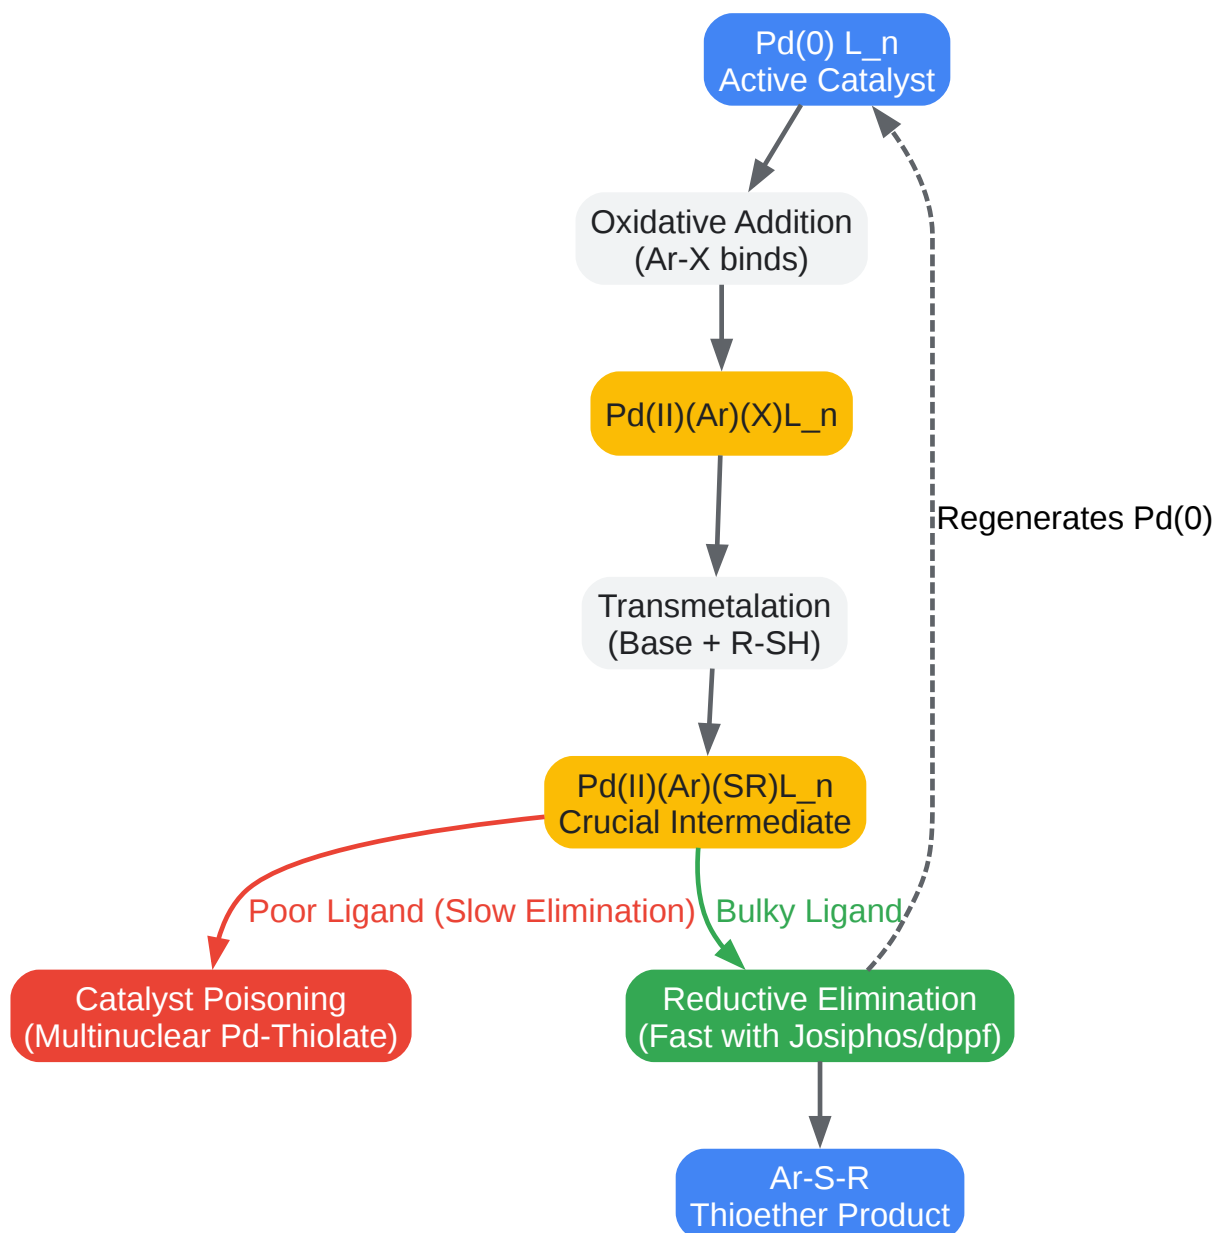 Pd(0) L_n
Active Catalyst
Oxidative Addition
(Ar-X binds)
Pd(II)(Ar)(X)L_n
Regenerates Pd(0)
Transmetalation
(Base + R-SH)
Pd(II)(Ar)(SR)L_n
Crucial Intermediate
Poor Ligand (Slow Elimination)
Bulky Ligand
Catalyst Poisoning
(Multinuclear Pd-Thiolate)
Reductive Elimination
(Fast with Josiphos/dppf)
Ar-S-R
Thioether Product